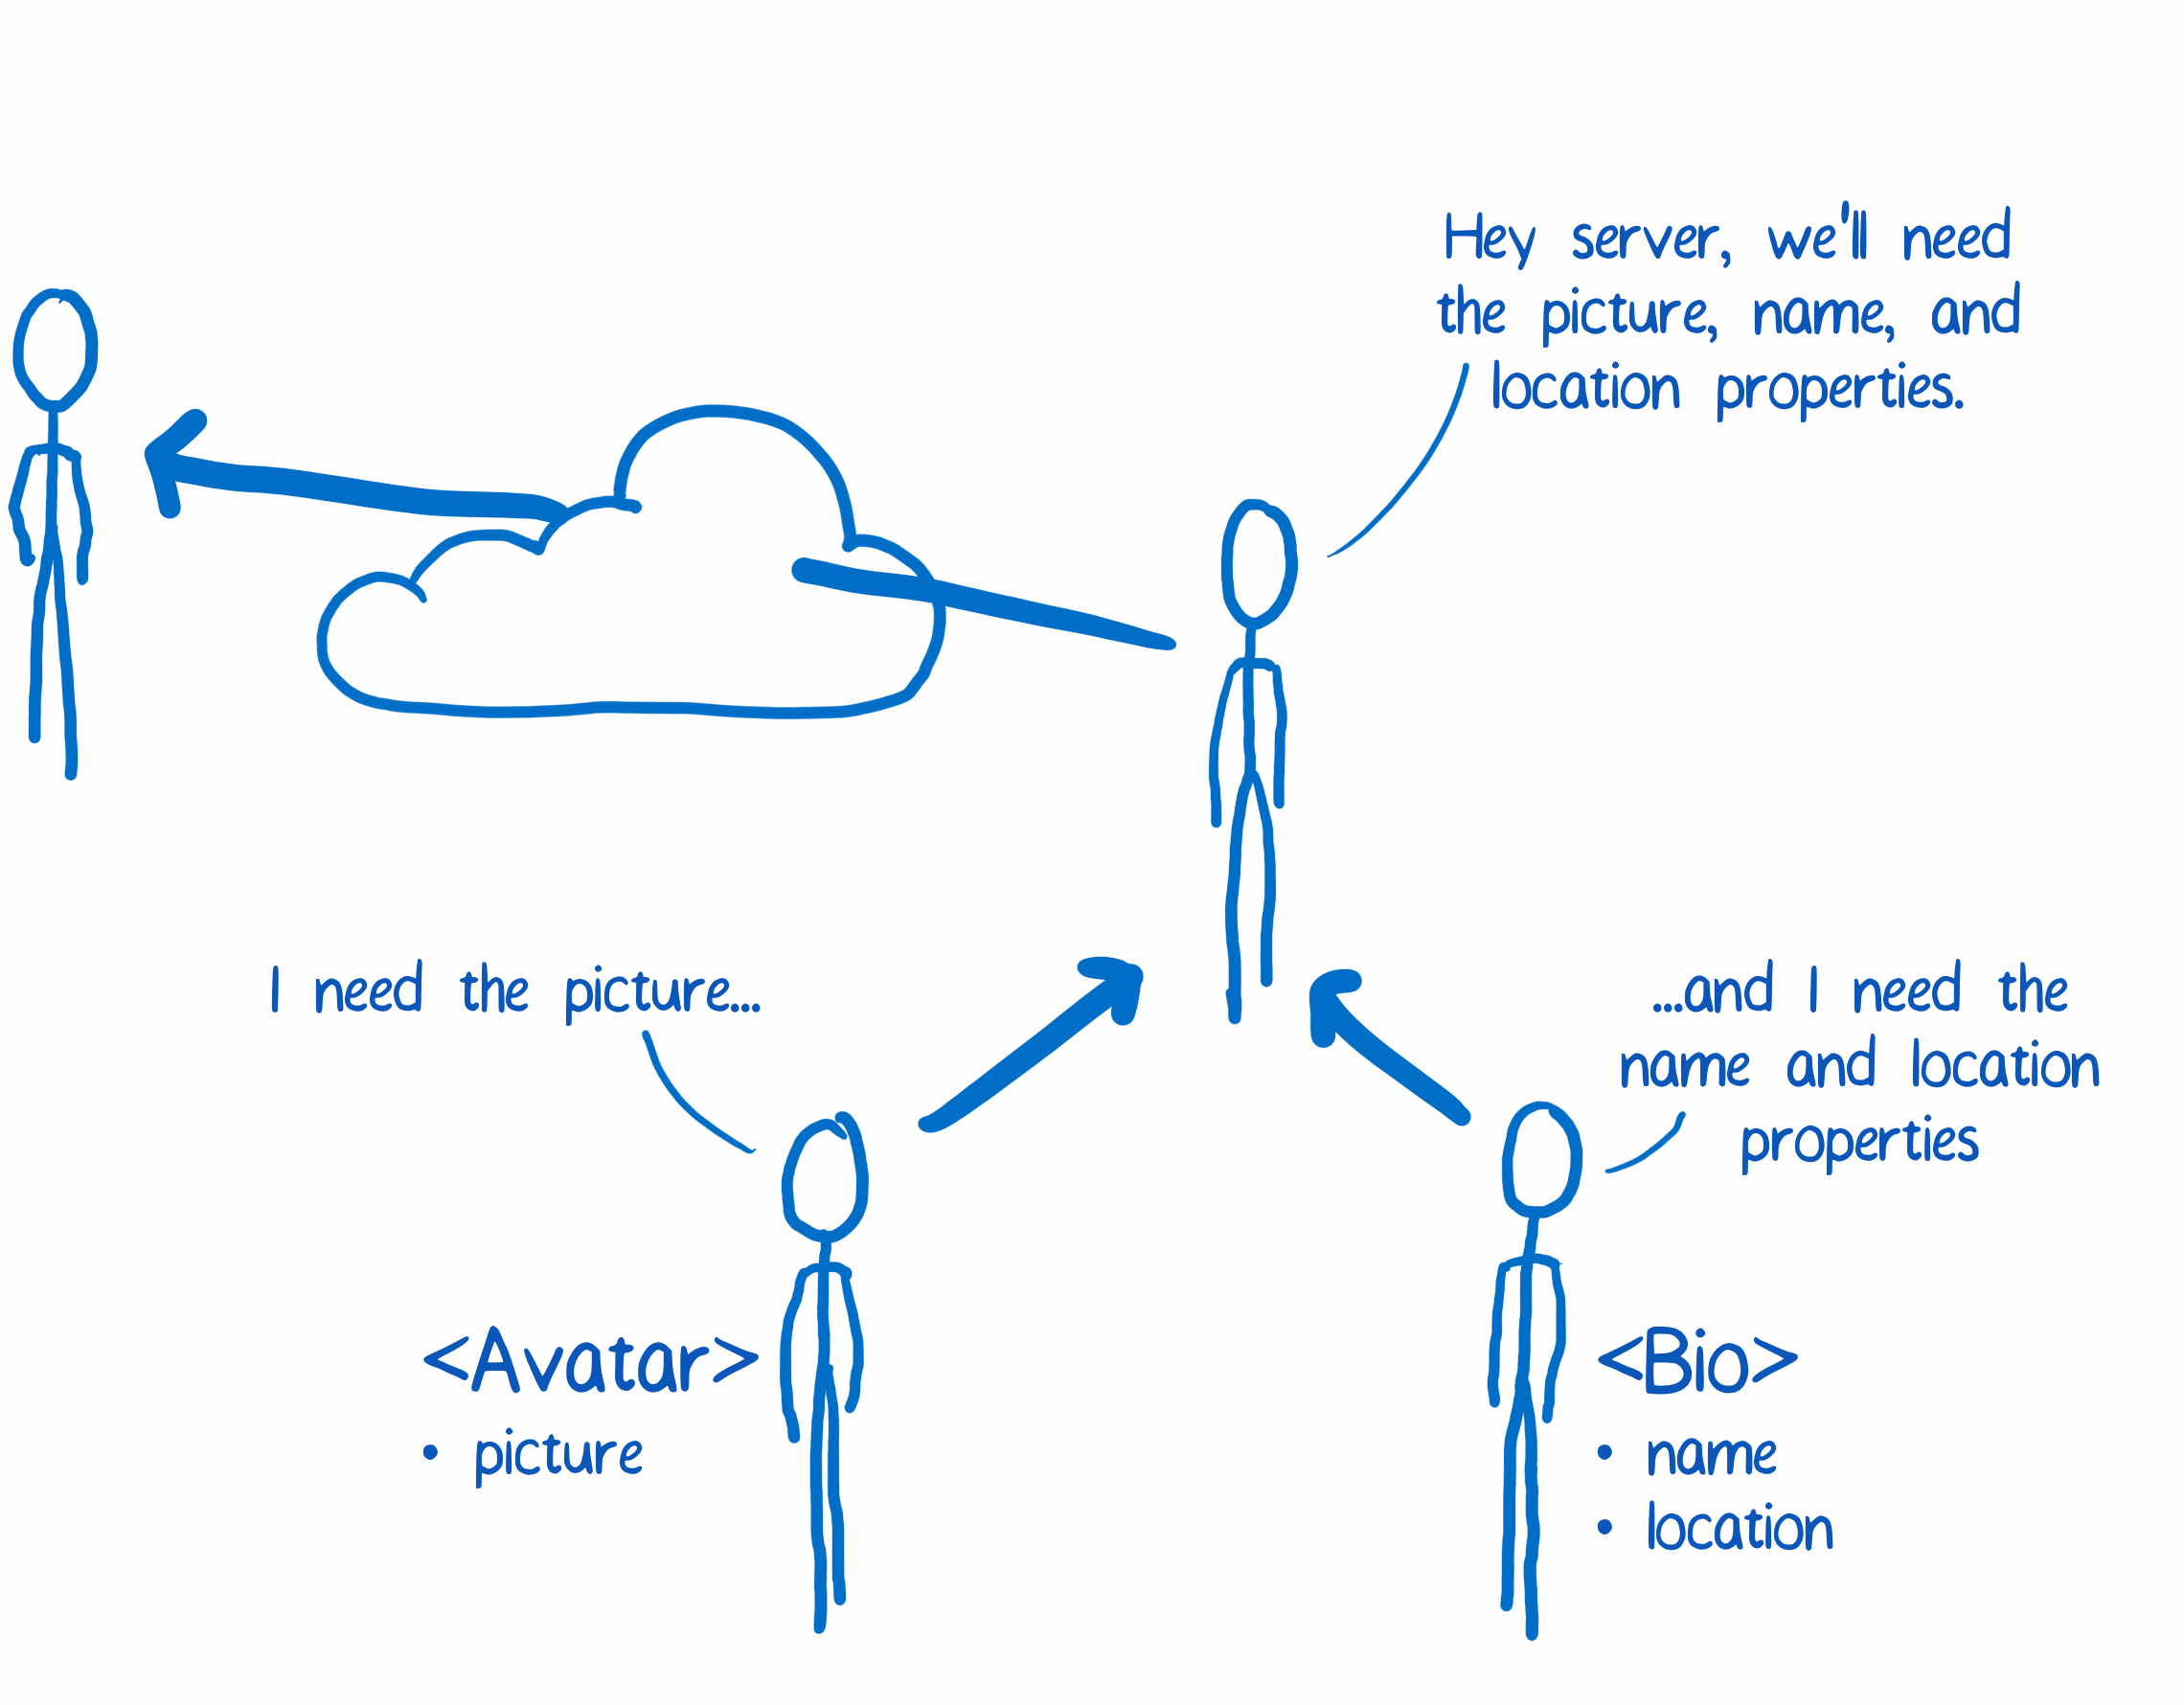 Hey server, we'll need
the picture, name, and
location properties.
I need the picture...
...and I need the
name and location
properties
<Avatar>
• picture
<Bio>
• name
• location